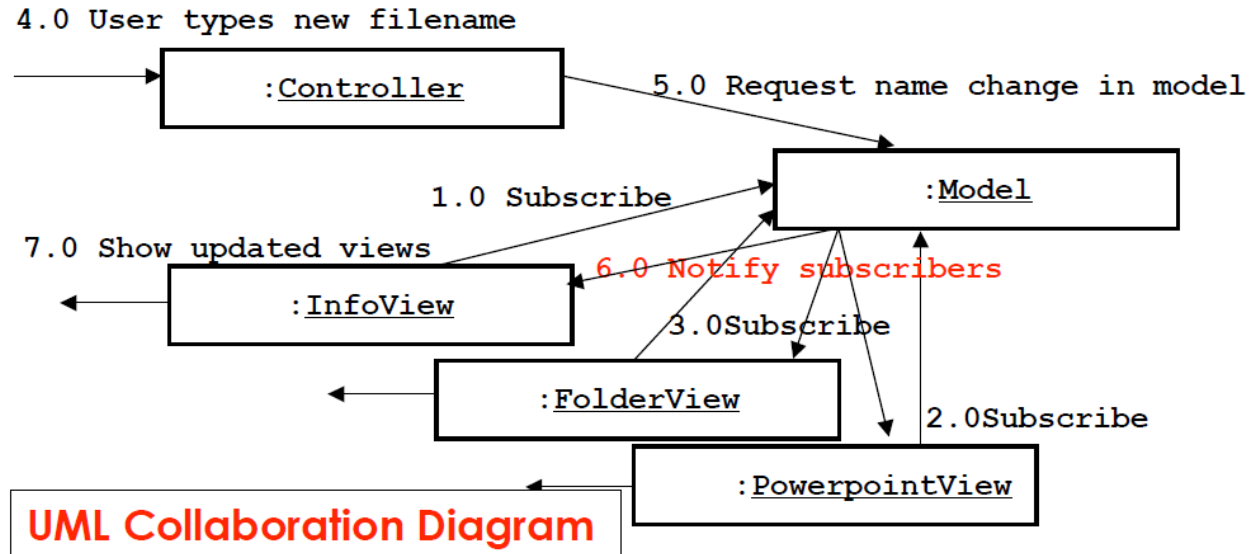 4.0 User types new filename
:Controller
5.0 Request name change in model
:Model
1.0 Subscribe
7.0 Show updated views
6.0 Notify subscribers
:InfoView
3.0Subscribe
:FolderView
2.0Subscribe
:PowerpointView
UML Collaboration Diagram